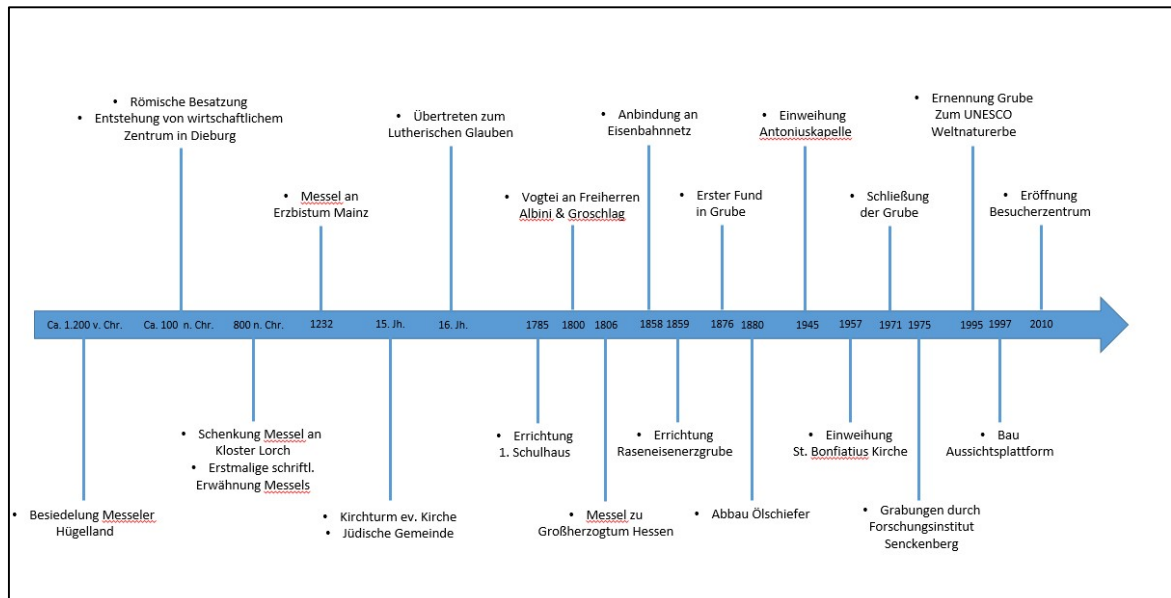 • Römische Besatzung
• Entstehung von wirtschaftlichem
Zentrum in Dieburg
• Messel an
Erzbistum Mainz
• Übertreten zum
Lutherischen Glauben
• Vogtei an Freiherren
Albini & Groschlag
• Anbindung an
Eisenbahnnetz
• Erster Fund
in Grube
• Einweihung
Antoniuskapelle
• Schließung
der Grube
• Ernennung Grube
Zum UNESCO
Weltnaturerbe
• Eröffnung
Besucherzentrum
Ca. 1.200 v. Chr. Ca. 100 n. Chr. 800 n. Chr. 1232 15. Jh. 16. Jh. 1785 1800 1806 1858 1859 1876 1880 1945 1957 1971 1975 1995 1997 2010
• Besiedelung Messeler
Hügelland
• Schenkung Messel an
Kloster Lorch
• Erstmalige schriftl.
Erwähnung Messels
• Kirchturm ev. Kirche
• Jüdische Gemeinde
• Errichtung
1. Schulhaus
• Messel zu
Großherzogtum Hessen
• Errichtung
Raseneisenerzgrube
• Abbau Ölschiefer
• Einweihung
St. Bonfiatius Kirche
• Grabungen durch
Forschungsinstitut
Senckenberg
• Bau
Aussichtsplattform